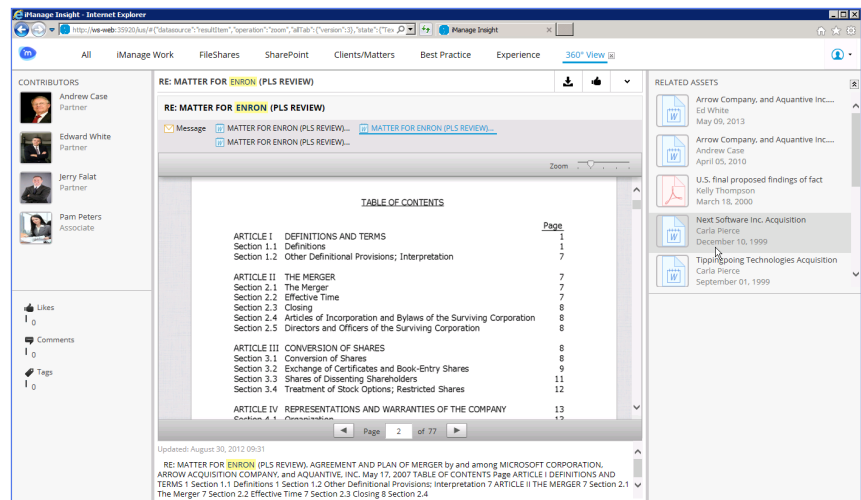 iManage Insight - Internet Explorer
http://ws-web:35920/us/#{"datasource":"resultItem","operation":"zoom","allTab":{"version":3},"state":{"Tex
iManage Insight
m
All iManage Work FileShares SharePoint Clients/Matters Best Practice Experience 360° View
CONTRIBUTORS
Andrew Case
Partner
Edward White
Partner
Jerry Falat
Partner
Pam Peters
Associate
Likes
0
Comments
0
Tags
0
RE: MATTER FOR ENRON (PLS REVIEW)
RE: MATTER FOR ENRON (PLS REVIEW)
Message MATTER FOR ENRON (PLS REVIEW)... MATTER FOR ENRON (PLS REVIEW)...
MATTER FOR ENRON (PLS REVIEW)...
Zoom
TABLE OF CONTENTS
Page
ARTICLE I DEFINITIONS AND TERMS 1
Section 1.1 Definitions 1
Section 1.2 Other Definitional Provisions; Interpretation 7
ARTICLE II THE MERGER 7
Section 2.1 The Merger 7
Section 2.2 Effective Time 7
Section 2.3 Closing 8
Section 2.4 Articles of Incorporation and Bylaws of the Surviving Corporation 8
Section 2.5 Directors and Officers of the Surviving Corporation 8
ARTICLE III CONVERSION OF SHARES 8
Section 3.1 Conversion of Shares 8
Section 3.2 Exchange of Certificates and Book-Entry Shares 9
Section 3.3 Shares of Dissenting Shareholders 11
Section 3.4 Treatment of Stock Options; Restricted Shares 12
ARTICLE IV REPRESENTATIONS AND WARRANTIES OF THE COMPANY 13
Section 4.1 Organization 13
Page 2 of 77
Updated: August 30, 2012 09:31
RE: MATTER FOR ENRON (PLS REVIEW). AGREEMENT AND PLAN OF MERGER by and among MICROSOFT CORPORATION,
ARROW ACQUISITION COMPANY, and AQUANTIVE, INC. May 17, 2007 TABLE OF CONTENTS Page ARTICLE I DEFINITIONS AND
TERMS 1 Section 1.1 Definitions 1 Section 1.2 Other Definitional Provisions; Interpretation 7 ARTICLE II THE MERGER 7 Section 2.1
The Merger 7 Section 2.2 Effective Time 7 Section 2.3 Closing 8 Section 2.4
RELATED ASSETS
Arrow Company, and Aquantive Inc....
Ed White
May 09, 2013
Arrow Company, and Aquantive Inc....
Andrew Case
April 05, 2010
U.S. final proposed findings of fact
Kelly Thompson
March 18, 2000
Next Software Inc. Acquisition
Carla Pierce
December 10, 1999
Tippingpoing Technologies Acquisition
Carla Pierce
September 01, 1999